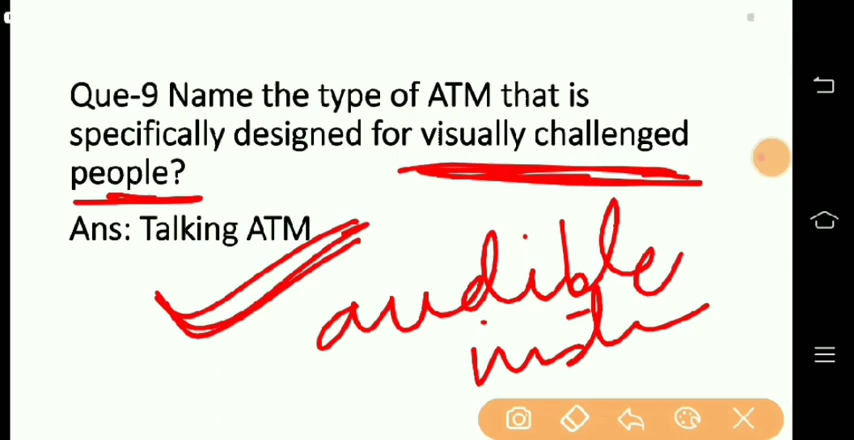 Que-9 Name the type of ATM that is
specifically designed for visually challenged
people?
Ans: Talking ATM
audible